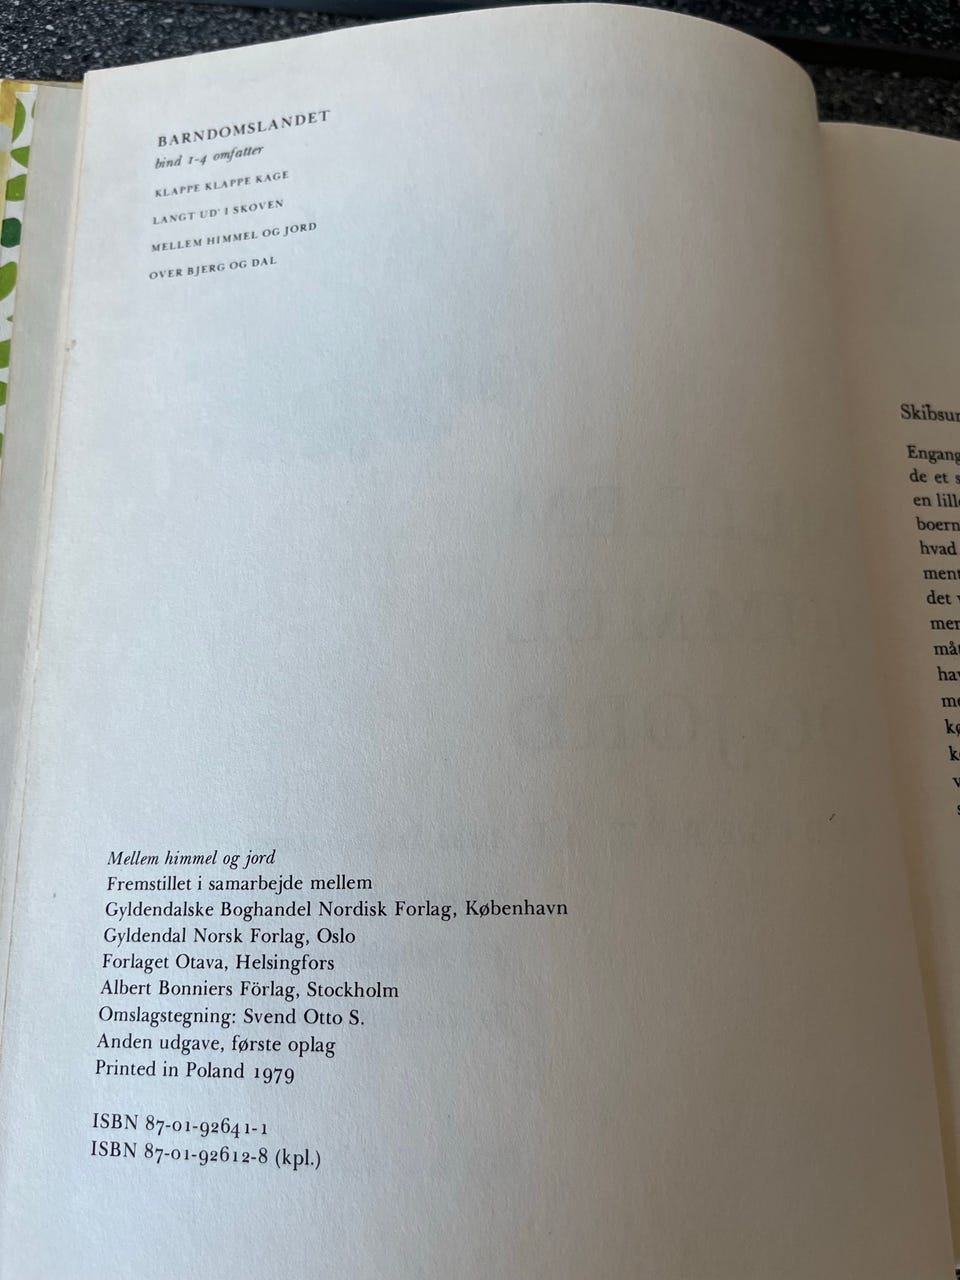 BARNDOMSLANDET
bind 1-4 omfatter
KLAPPE KLAPPE KAGE
LANGT UD' I SKOVEN
MELLEM HIMMEL OG JORD
OVER BJERG OG DAL
Mellem himmel og jord
Fremstillet i samarbejde mellem
Gyldendalske Boghandel Nordisk Forlag, København
Gyldendal Norsk Forlag, Oslo
Forlaget Otava, Helsingfors
Albert Bonniers Förlag, Stockholm
Omslagstegning: Svend Otto S.
Anden udgave, første oplag
Printed in Poland 1979
ISBN 87-01-92641-1
ISBN 87-01-92612-8 (kpl.)
Engang
de et
en
hvad
det